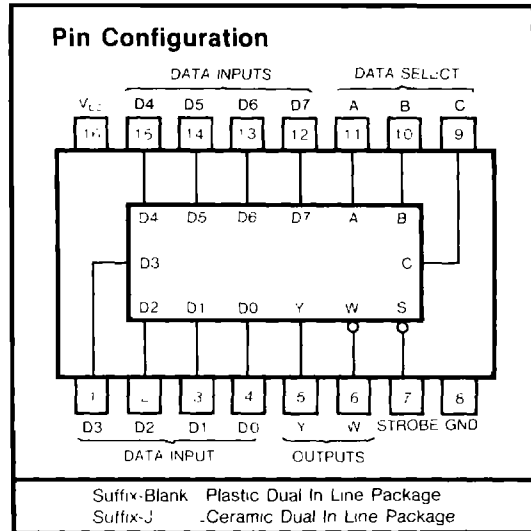 Pin Configuration
DATA INPUTS DATA SELECT
D4 D5 D6 D7 A B C
16 15 14 13 12 11 10 9
D4 D5 D6 D7 A B
D3 C
D2 D1 D0 Y W S
1 3 4 5 6 7 8
D3 D2 D1 D0 Y W STROBE GND
DATA INPUT OUTPUTS
Suffix-Blank Plastic Dual In Line Package
Suffix-J Ceramic Dual In Line Package